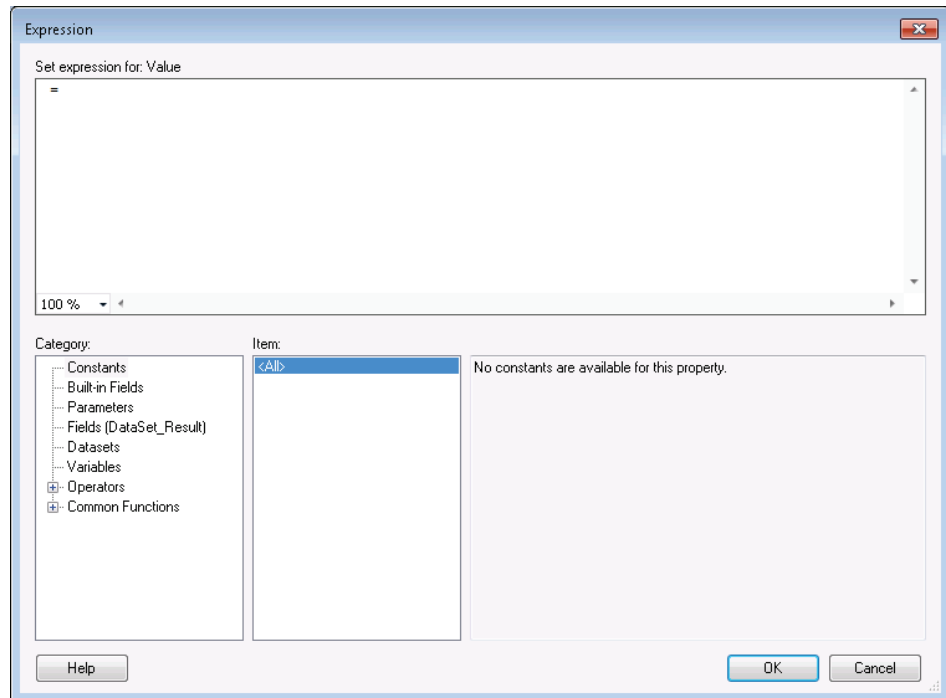 Expression
Set expression for: Value
=
100 %
Category:
Item:
Constants
Built-in Fields
Parameters
Fields (DataSet_Result)
Datasets
Variables
Operators
Common Functions
<All>
No constants are available for this property.
Help
OK
Cancel